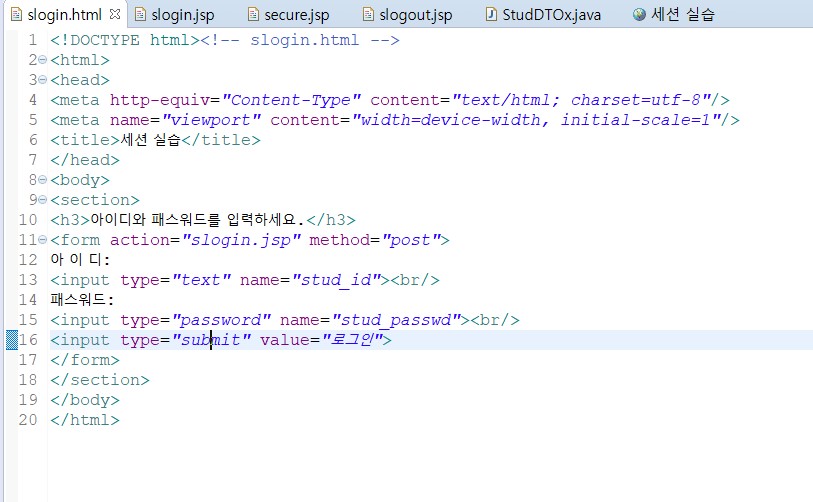 slogin.html slogin.jsp secure.jsp slogout.jsp StudDTOx.java 세션 실습
1 <!DOCTYPE html><!-- slogin.html -->
2 <html>
3 <head>
4 <meta http-equiv="Content-Type" content="text/html; charset=utf-8"/>
5 <meta name="viewport" content="width=device-width, initial-scale=1"/>
6 <title>세션 실습</title>
7 </head>
8 <body>
9 <section>
10 <h3>아이디와 패스워드를 입력하세요.</h3>
11 <form action="slogin.jsp" method="post">
12 아 이 디:
13 <input type="text" name="stud_id"><br/>
14 패스워드:
15 <input type="password" name="stud_passwd"><br/>
16 <input type="submit" value="로그인">
17 </form>
18 </section>
19 </body>
20 </html>